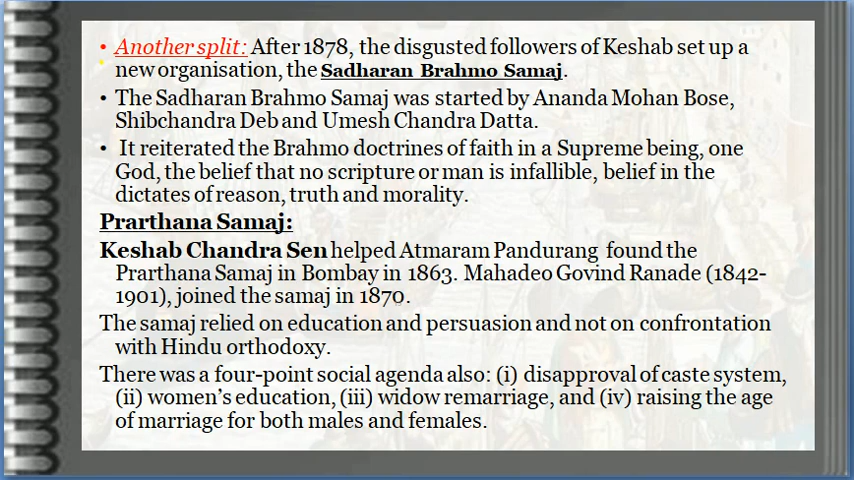 • Another split: After 1878, the disgusted followers of Keshab set up a
new organisation, the Sadharan Brahmo Samaj.
• The Sadharan Brahmo Samaj was started by Ananda Mohan Bose,
Shibchandra Deb and Umesh Chandra Datta.
• It reiterated the Brahmo doctrines of faith in a Supreme being, one
God, the belief that no scripture or man is infallible, belief in the
dictates of reason, truth and morality.
Prarthana Samaj:
Keshab Chandra Sen helped Atmaram Pandurang found the
Prarthana Samaj in Bombay in 1863. Mahadeo Govind Ranade (1842-
1901), joined the samaj in 1870.
The samaj relied on education and persuasion and not on confrontation
with Hindu orthodoxy.
There was a four-point social agenda also: (i) disapproval of caste system,
(ii) women's education, (iii) widow remarriage, and (iv) raising the age
of marriage for both males and females.